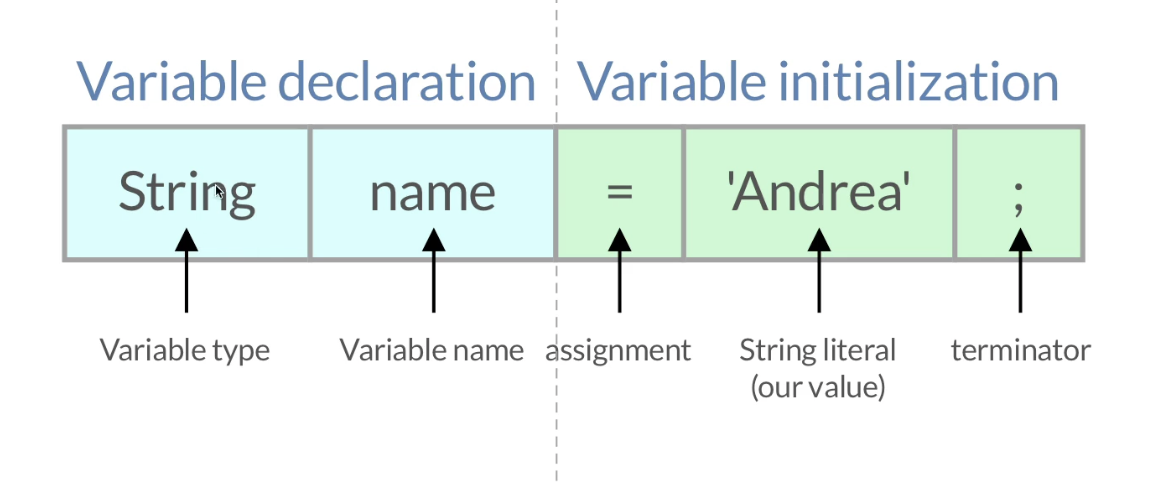 Variable declaration
Variable initialization
String name = 'Andrea' ;
Variable type
Variable name
assignment
String literal
(our value)
terminator